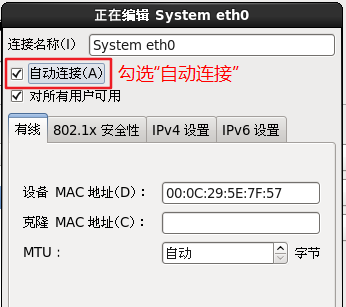 正在编辑 System eth0
连接名称(I) System eth0
自动连接(A) 勾选"自动连接"
对所有用户可用
有线 802.1x 安全性 IPv4 设置 IPv6 设置
设备 MAC 地址(D)： 00:0C:29:5E:7F:57
克隆 MAC 地址(C)：
MTU： 自动 字节